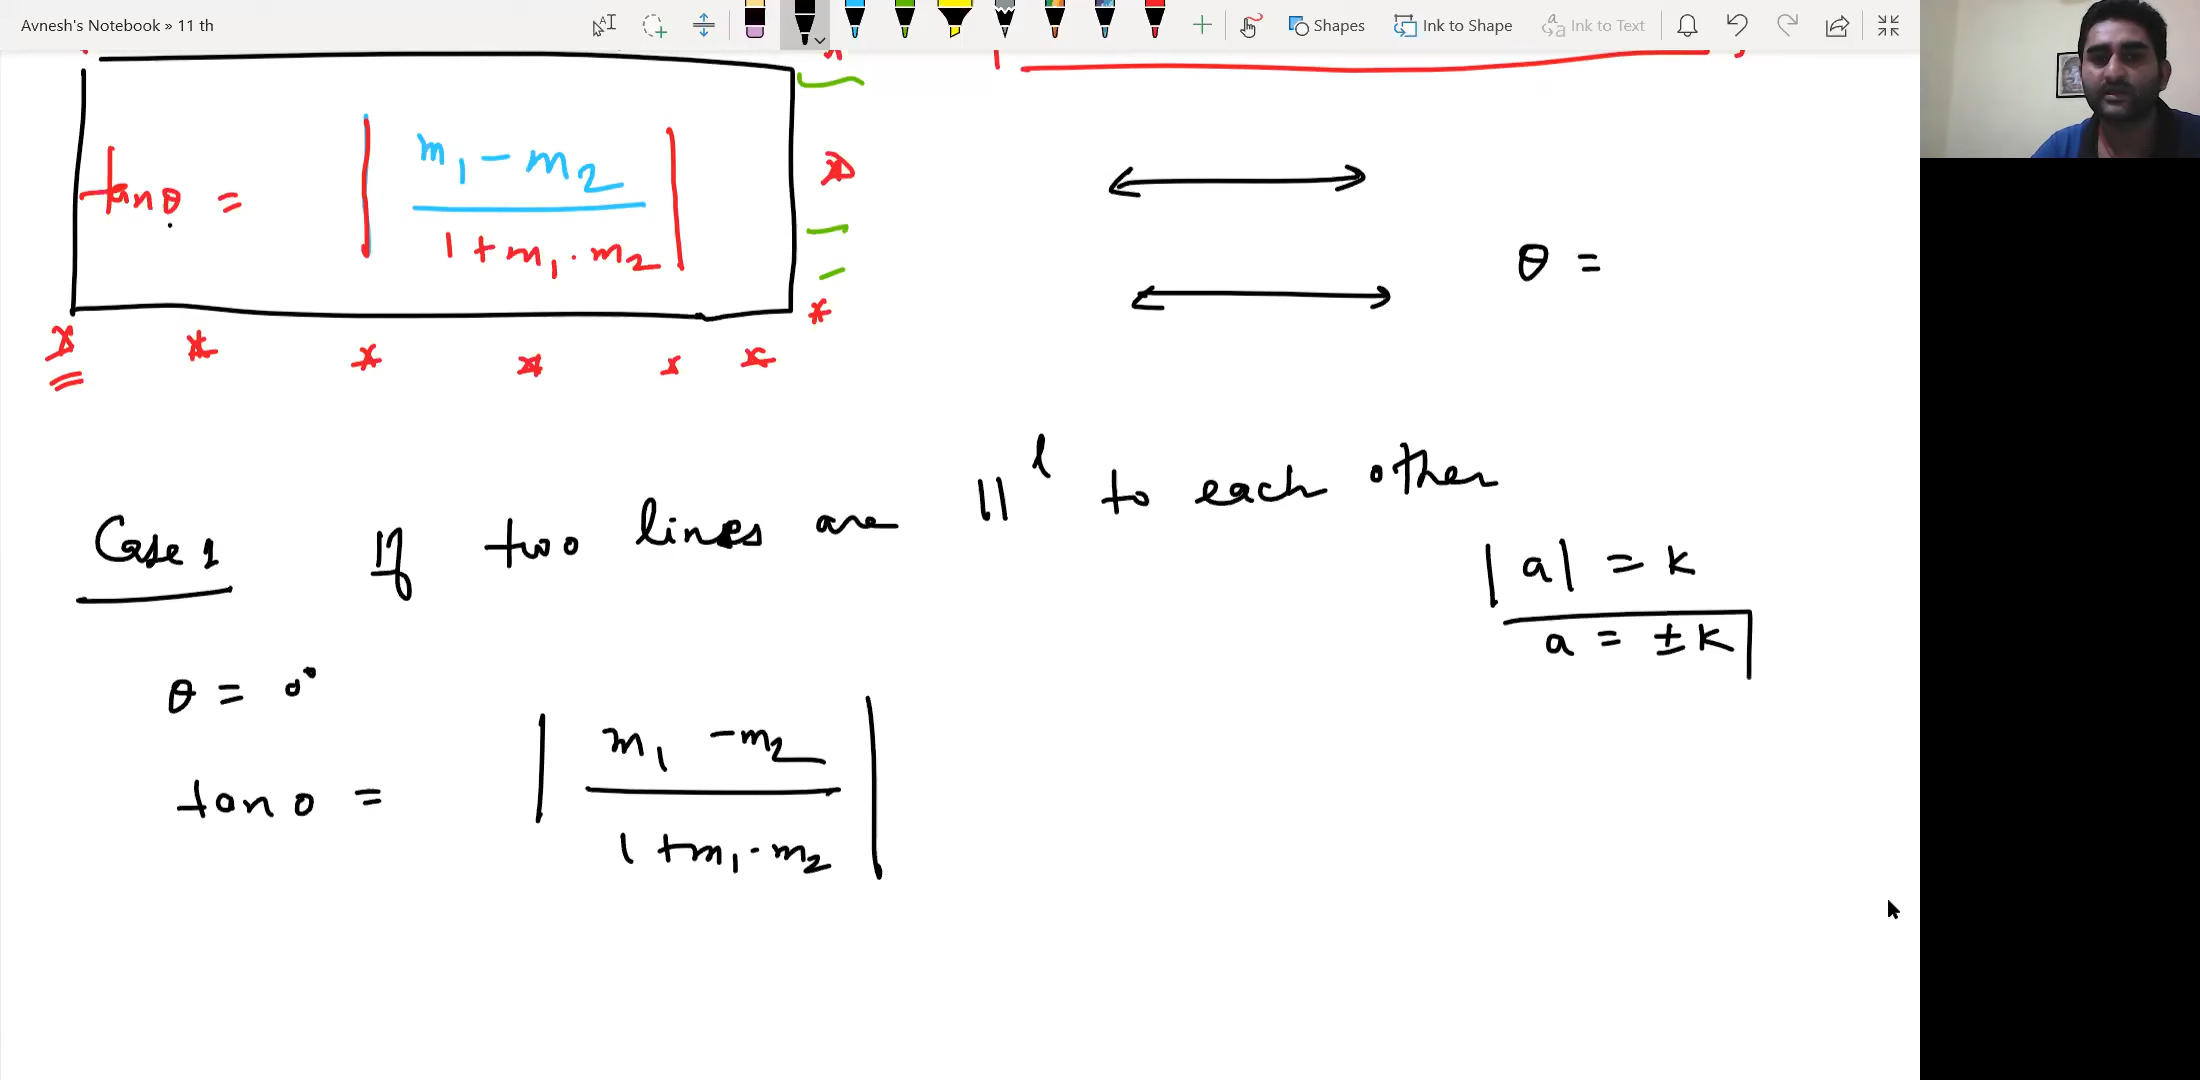 Avnesh's Notebook » 11 th
Shapes Ink to Shape Ink to Text
tan θ = | m₁ - m₂ / 1 + m₁ . m₂ |
θ =
Case 1 If two lines are ||ˡ to each other
|a| = k
a = ± k
θ = 0°
tan 0 = | m₁ - m₂ / 1 + m₁ . m₂ |